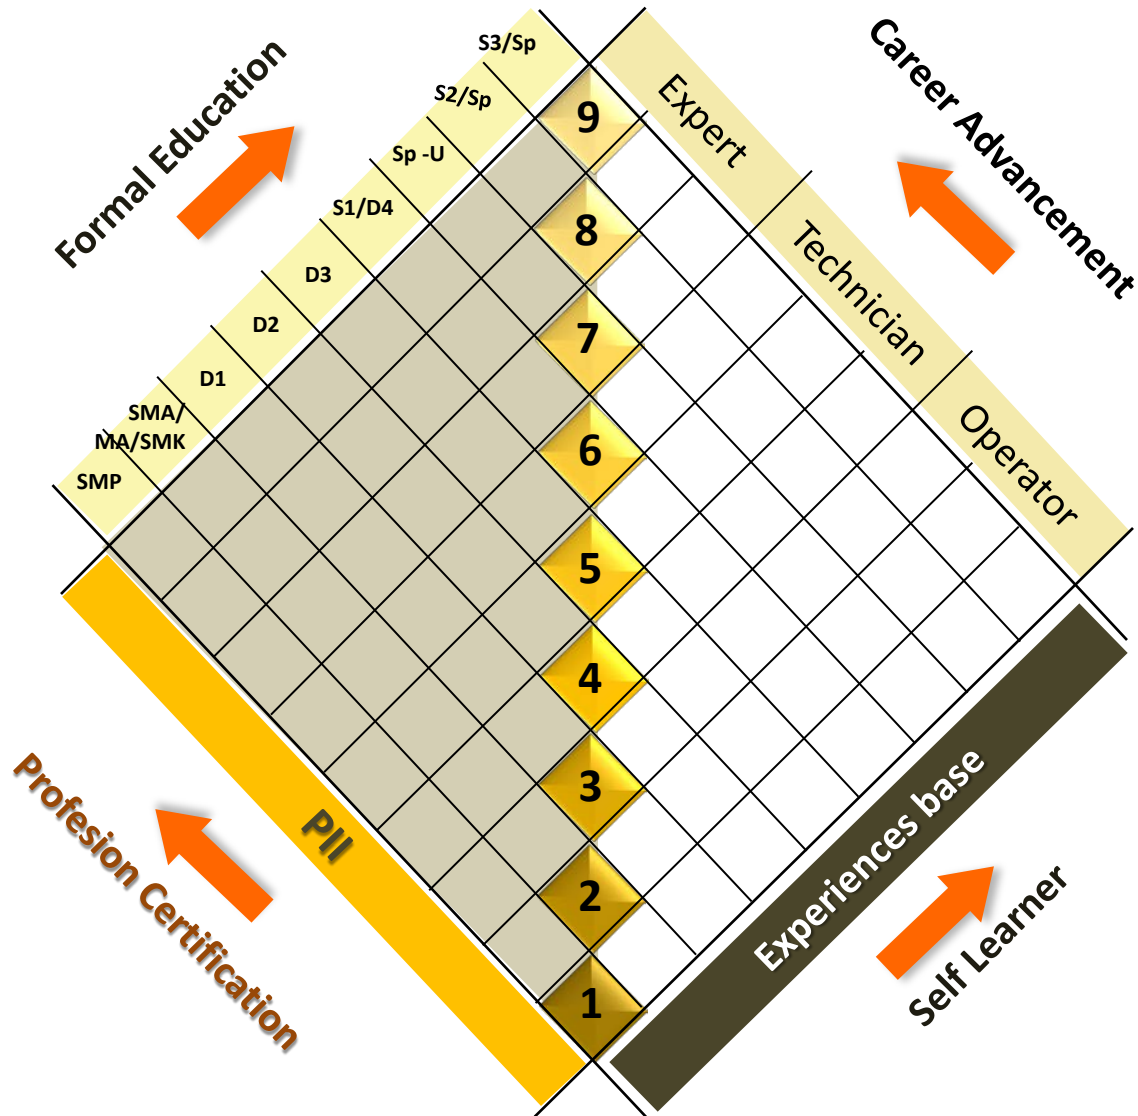 Formal Education
S3/Sp
S2/Sp
Sp -U
S1/D4
D3
D2
D1
SMA/
MA/SMK
SMP
Career Advancement
Expert
Technician
Operator
9
8
7
6
5
4
3
2
1
PII
Profesion Certification
Experiences base
Self Learner